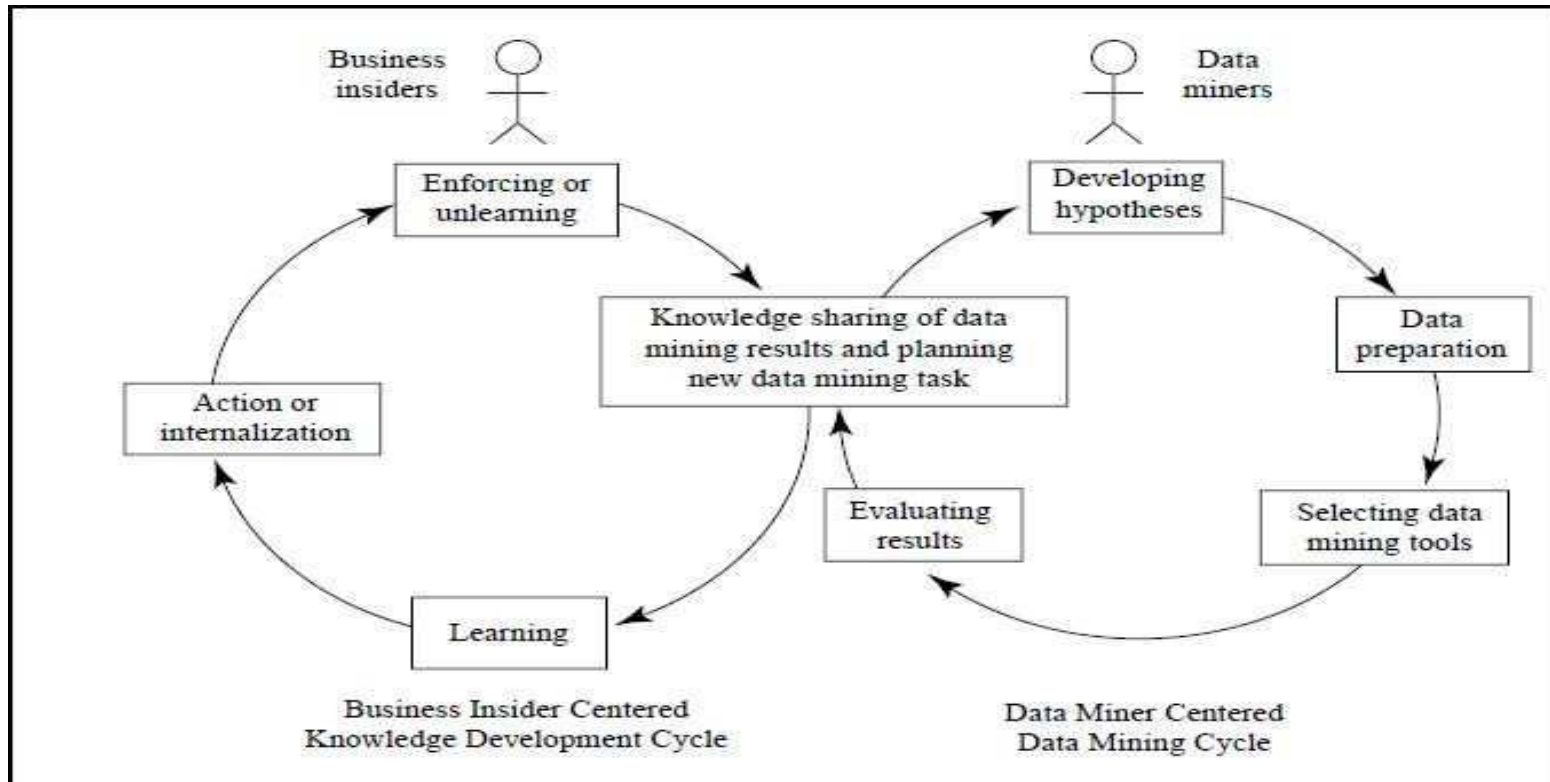 Business
insiders
Data
miners
Enforcing or
unlearning
Developing
hypotheses
Knowledge sharing of data
mining results and planning
new data mining task
Data
preparation
Action or
internalization
Evaluating
results
Selecting data
mining tools
Learning
Business Insider Centered
Knowledge Development Cycle
Data Miner Centered
Data Mining Cycle